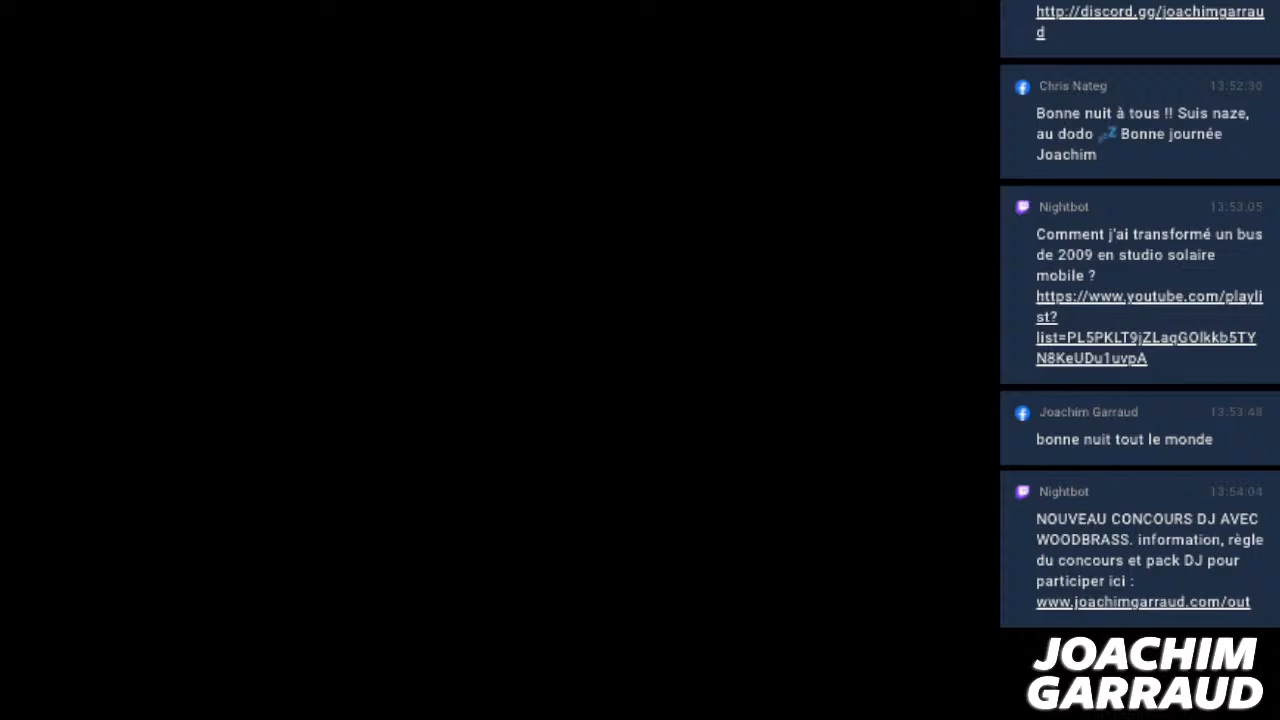 http://discord.gg/joachimgarrau
d
Chris Nateg 13:52:30
Bonne nuit à tous !! Suis naze,
au dodo 💤 Bonne journée
Joachim
Nightbot 13:53:05
Comment j'ai transformé un bus
de 2009 en studio solaire
mobile ?
https://www.youtube.com/playli
st?
list=PL5PKLT9jZLaqGOlkkb5TY
N8KeUDu1uvpA
Joachim Garraud 13:53:48
bonne nuit tout le monde
Nightbot 13:54:04
NOUVEAU CONCOURS DJ AVEC
WOODBRASS. information, règle
du concours et pack DJ pour
participer ici :
www.joachimgarraud.com/out
JOACHIM
GARRAUD